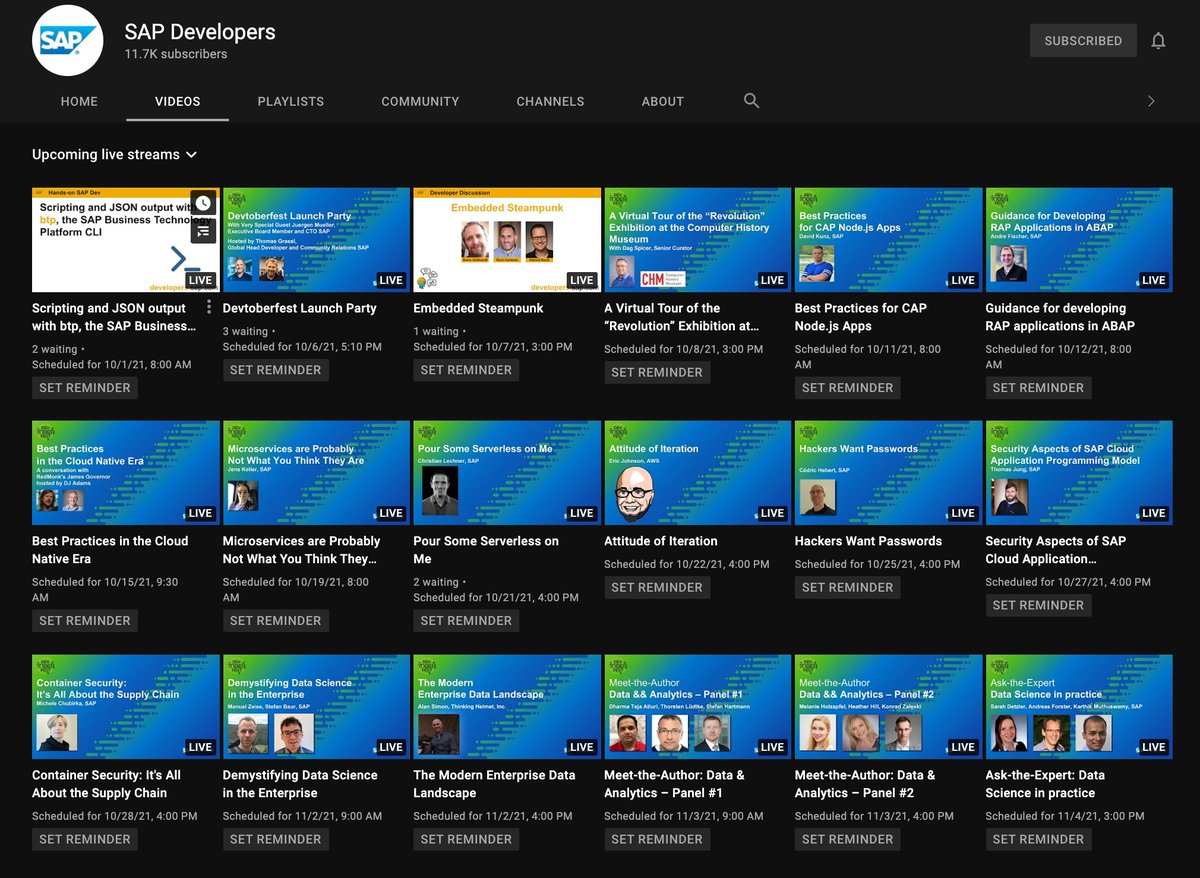 SAP
SAP Developers
11.7K subscribers
SUBSCRIBED
HOME
VIDEOS
PLAYLISTS
COMMUNITY
CHANNELS
ABOUT
Upcoming live streams
Hands-on SAP Dev
Scripting and JSON output with
btp, the SAP Business Technology
Platform CLI
LIVE
Scripting and JSON output
with btp, the SAP Business...
2 waiting •
Scheduled for 10/1/21, 8:00 AM
SET REMINDER
Devtoberfest Launch Party
With Very Special Guest Juergen Mueller,
Executive Board Member and CTO SAP
Hosted by Thomas Grassl,
Global Head Developer and Community Relations SAP
LIVE
Devtoberfest Launch Party
3 waiting •
Scheduled for 10/6/21, 5:10 PM
SET REMINDER
Developer Discussion
Embedded Steampunk
LIVE
Embedded Steampunk
1 waiting •
Scheduled for 10/7/21, 3:00 PM
SET REMINDER
A Virtual Tour of the “Revolution”
Exhibition at the Computer History
Museum
With Dag Spicer, Senior Curator
CHM Computer History Museum
LIVE
A Virtual Tour of the
“Revolution” Exhibition at...
Scheduled for 10/8/21, 3:00 PM
SET REMINDER
Best Practices
for CAP Node.js Apps
David Kunz, SAP
LIVE
Best Practices for CAP
Node.js Apps
Scheduled for 10/11/21, 8:00
AM
SET REMINDER
Guidance for Developing
RAP Applications in ABAP
Andre Fischer, SAP
LIVE
Guidance for developing
RAP applications in ABAP
Scheduled for 10/12/21, 8:00
AM
SET REMINDER
Best Practices
in the Cloud Native Era
A conversation with
RedMonk's James Governor
hosted by DJ Adams
LIVE
Best Practices in the Cloud
Native Era
Scheduled for 10/15/21, 9:30
AM
SET REMINDER
Microservices are Probably
Not What You Think They Are
Jens Keller, SAP
LIVE
Microservices are Probably
Not What You Think They...
Scheduled for 10/19/21, 8:00
AM
SET REMINDER
Pour Some Serverless on Me
Christian Lechner, SAP
LIVE
Pour Some Serverless on
Me
2 waiting •
Scheduled for 10/21/21, 4:00 PM
SET REMINDER
Attitude of Iteration
Eric Johnson, AWS
LIVE
Attitude of Iteration
Scheduled for 10/22/21, 4:00 PM
SET REMINDER
Hackers Want Passwords
Cédric Hebert, SAP
LIVE
Hackers Want Passwords
Scheduled for 10/25/21, 4:00 PM
SET REMINDER
Security Aspects of SAP Cloud
Application Programming Model
Thomas Jung, SAP
LIVE
Security Aspects of SAP
Cloud Application...
Scheduled for 10/27/21, 4:00 PM
SET REMINDER
Container Security:
It's All About the Supply Chain
Michele Chubirka, SAP
LIVE
Container Security: It's All
About the Supply Chain
Scheduled for 10/28/21, 4:00 PM
SET REMINDER
Demystifying Data Science
in the Enterprise
Manuel Zeise, Stefan Baur, SAP
LIVE
Demystifying Data Science
in the Enterprise
Scheduled for 11/2/21, 9:00 AM
SET REMINDER
The Modern
Enterprise Data Landscape
Alan Simon, Thinking Helmet, Inc.
LIVE
The Modern Enterprise Data
Landscape
Scheduled for 11/2/21, 4:00 PM
SET REMINDER
Meet-the-Author
Data && Analytics – Panel #1
Dharma Teja Atluri, Thorsten Lüdtke, Stefan Hartmann
LIVE
Meet-the-Author: Data &
Analytics – Panel #1
Scheduled for 11/3/21, 9:00 AM
SET REMINDER
Meet-the-Author
Data && Analytics – Panel #2
Melanie Holzapfel, Heather Hill, Konrad Załęski
LIVE
Meet-the-Author: Data &
Analytics – Panel #2
Scheduled for 11/3/21, 4:00 PM
SET REMINDER
Ask-the-Expert
Data Science in practice
Sarah Detzler, Andreas Forster, Karthik Muthuswamy, SAP
LIVE
Ask-the-Expert: Data
Science in practice
Scheduled for 11/4/21, 3:00 PM
SET REMINDER